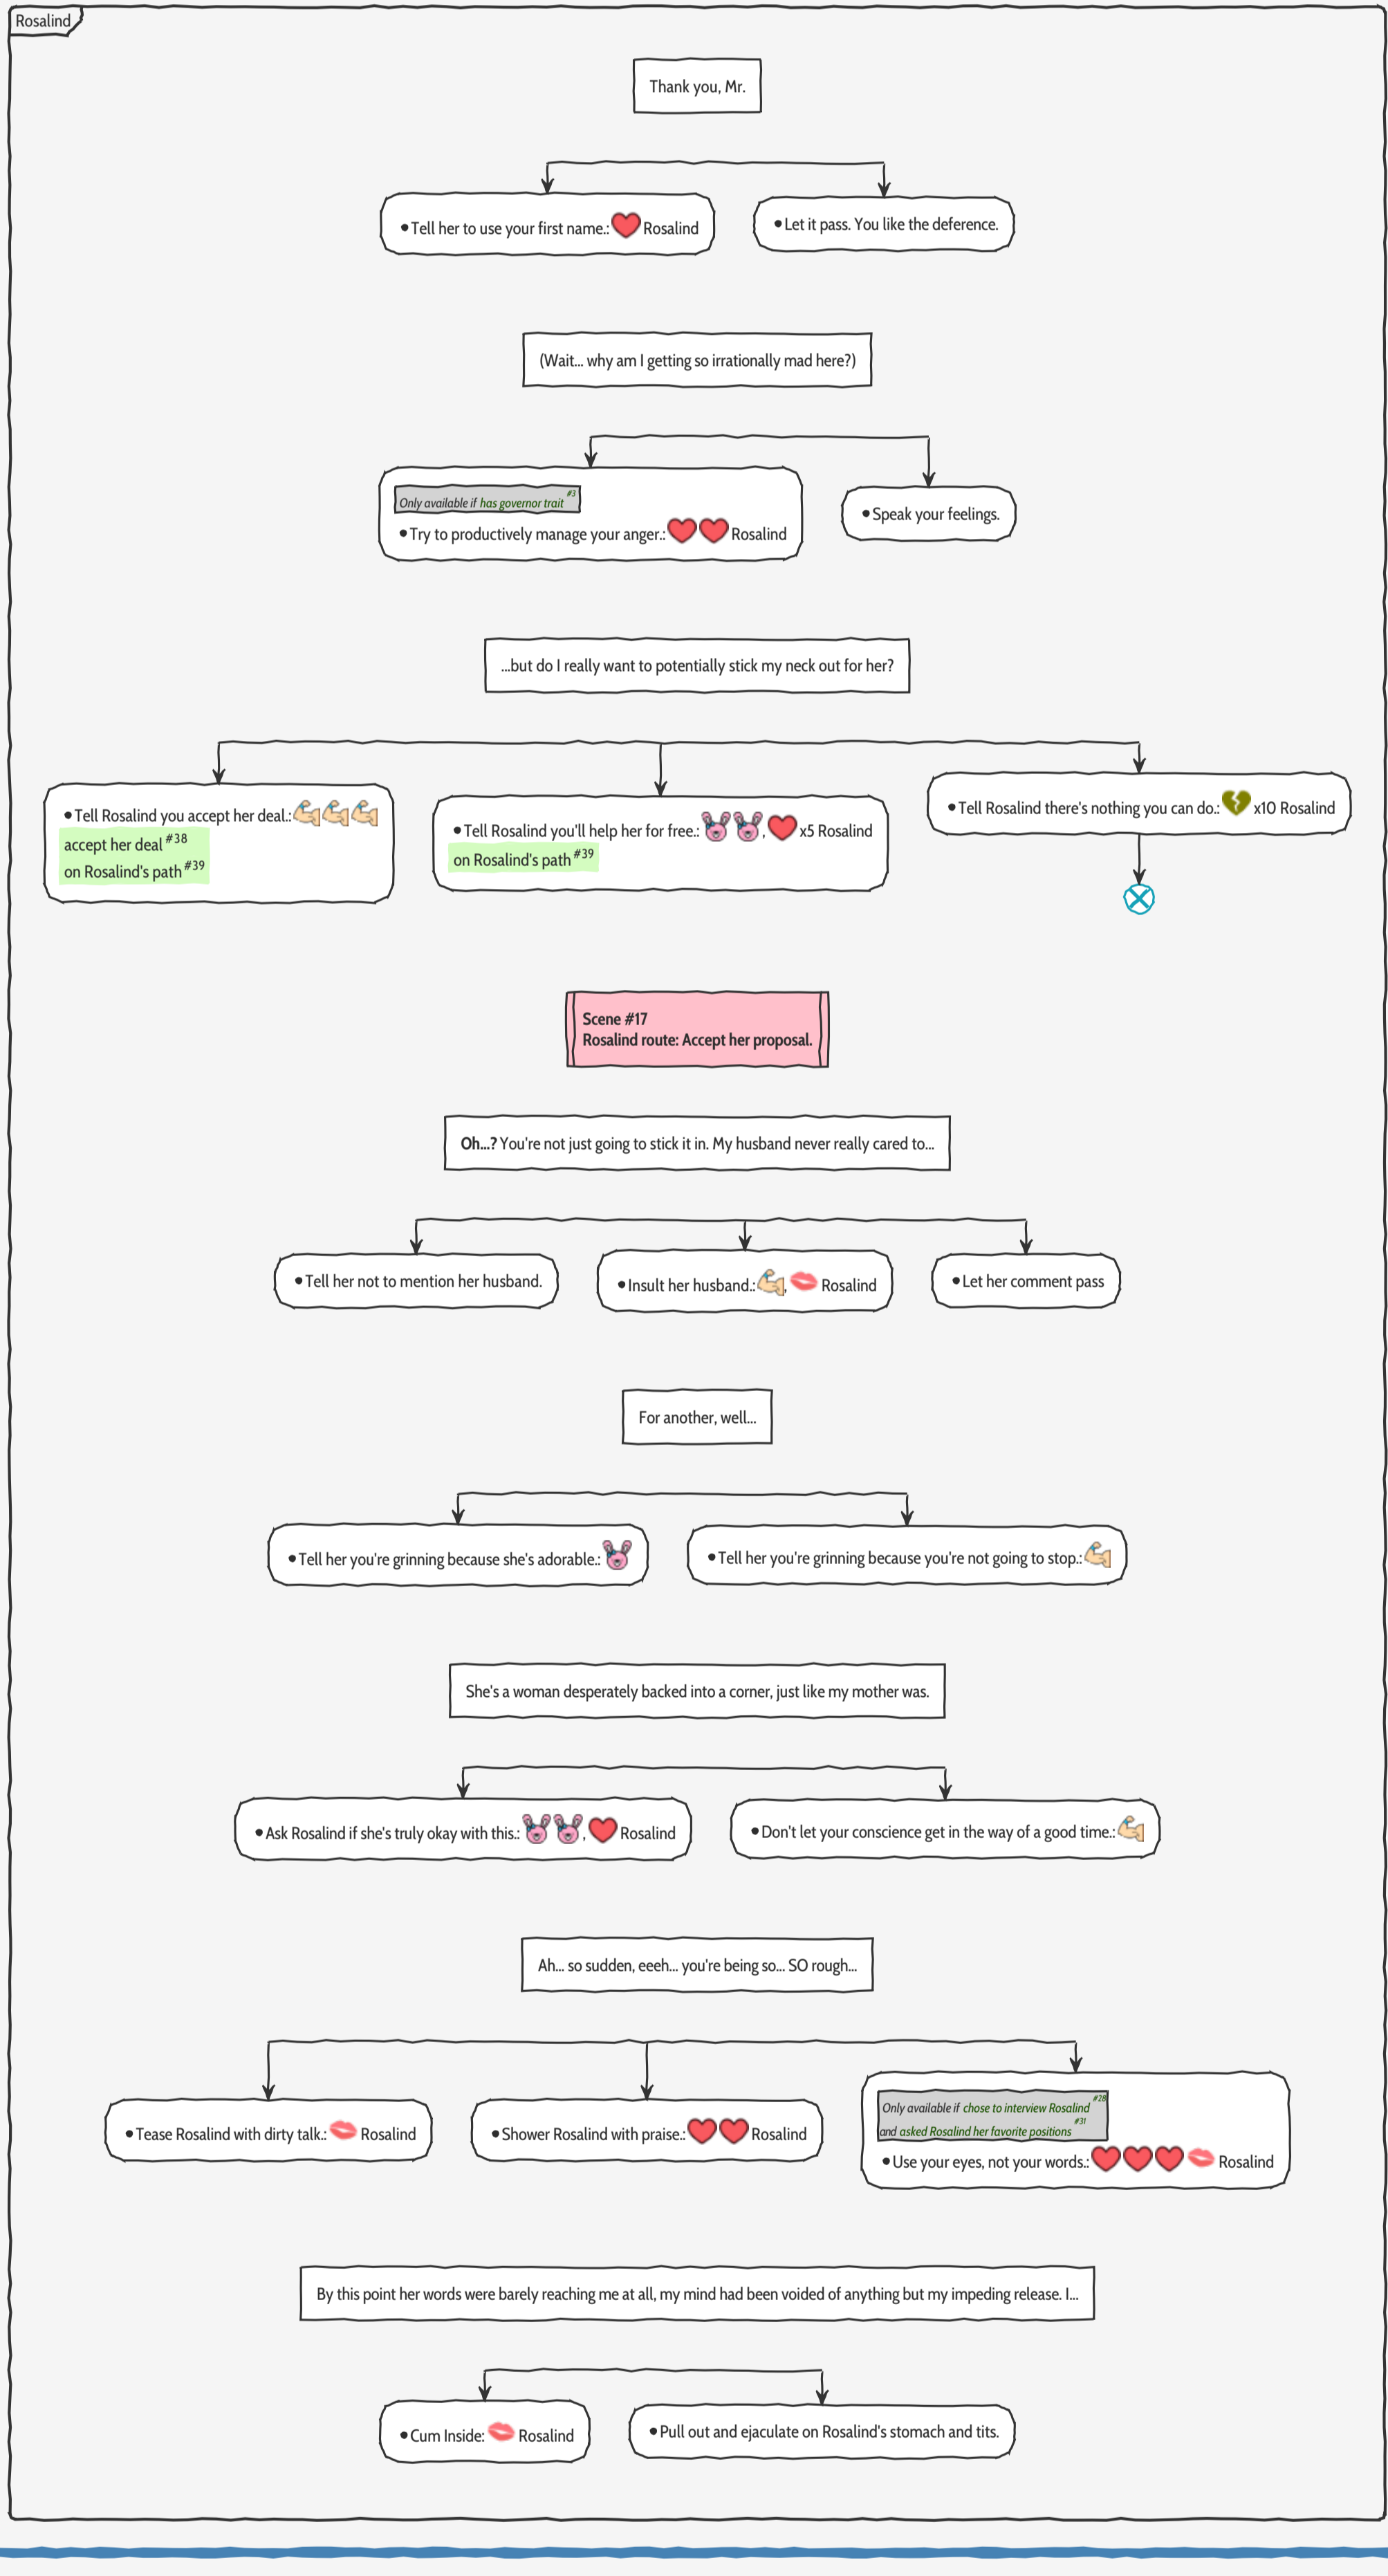 Rosalind
Thank you, Mr.
•Tell her to use your first name.: Rosalind
•Let it pass. You like the deference.
(Wait... why am I getting so irrationally mad here?)
Only available if has governor trait #3
•Try to productively manage your anger.: Rosalind
•Speak your feelings.
...but do I really want to potentially stick my neck out for her?
•Tell Rosalind you accept her deal.:
accept her deal #38
on Rosalind's path #39
•Tell Rosalind you'll help her for free.: , x5 Rosalind
on Rosalind's path #39
•Tell Rosalind there's nothing you can do.: x10 Rosalind
Scene #17
Rosalind route: Accept her proposal.
Oh...? You're not just going to stick it in. My husband never really cared to...
•Tell her not to mention her husband.
•Insult her husband.: , Rosalind
•Let her comment pass
For another, well...
•Tell her you're grinning because she's adorable.:
•Tell her you're grinning because you're not going to stop.:
She's a woman desperately backed into a corner, just like my mother was.
•Ask Rosalind if she's truly okay with this.: , Rosalind
•Don't let your conscience get in the way of a good time.:
Ah... so sudden, eeeh... you're being so... SO rough...
•Tease Rosalind with dirty talk.: Rosalind
•Shower Rosalind with praise.: Rosalind
Only available if chose to interview Rosalind #28
and asked Rosalind her favorite positions #31
•Use your eyes, not your words.: Rosalind
By this point her words were barely reaching me at all, my mind had been voided of anything but my impeding release. I...
•Cum Inside: Rosalind
•Pull out and ejaculate on Rosalind's stomach and tits.